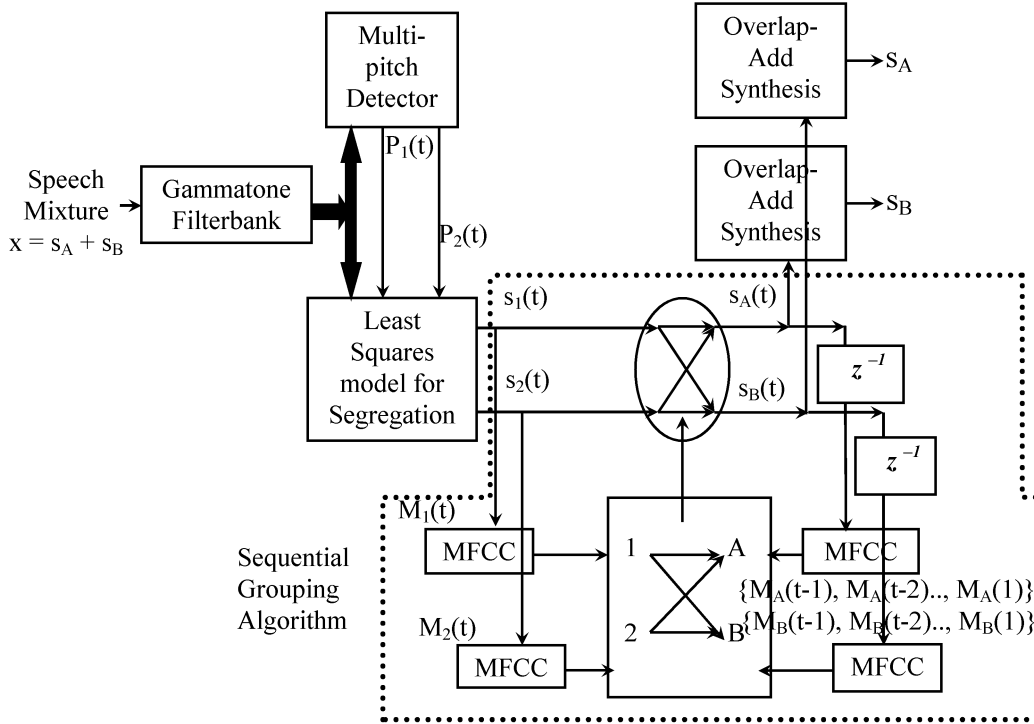 Multi-
pitch
Detector
Overlap-
Add
Synthesis
s_A
P_1(t)
Speech
Mixture
x = s_A + s_B
Gammatone
Filterbank
Overlap-
Add
Synthesis
s_B
P_2(t)
Least
Squares
model for
Segregation
s_1(t)
s_A(t)
s_2(t)
s_B(t)
z^{-1}
z^{-1}
M_1(t)
MFCC
1
A
MFCC
Sequential
Grouping
Algorithm
{M_A(t-1), M_A(t-2).., M_A(1)}
{M_B(t-1), M_B(t-2).., M_B(1)}
M_2(t)
2
B
MFCC
MFCC